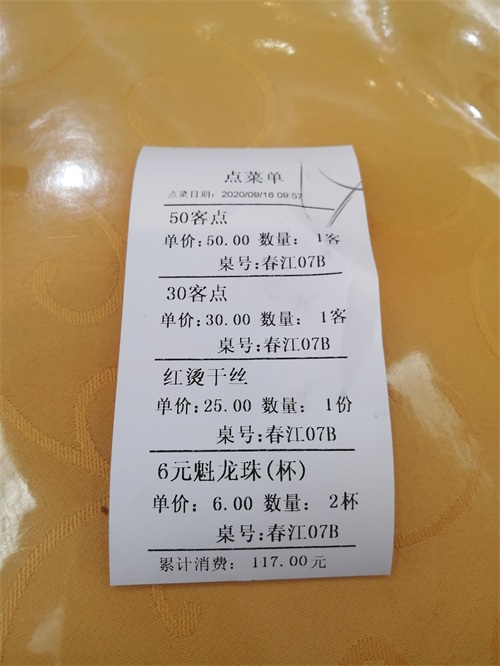 点菜单
点菜日期: 2020/09/16 09:57
50客点
单价:50.00 数量: 1客
桌号:春江07B
30客点
单价:30.00 数量: 1客
桌号:春江07B
红烫干丝
单价:25.00 数量: 1份
桌号:春江07B
6元魁龙珠(杯)
单价: 6.00 数量: 2杯
桌号:春江07B
累计消费: 117.00元